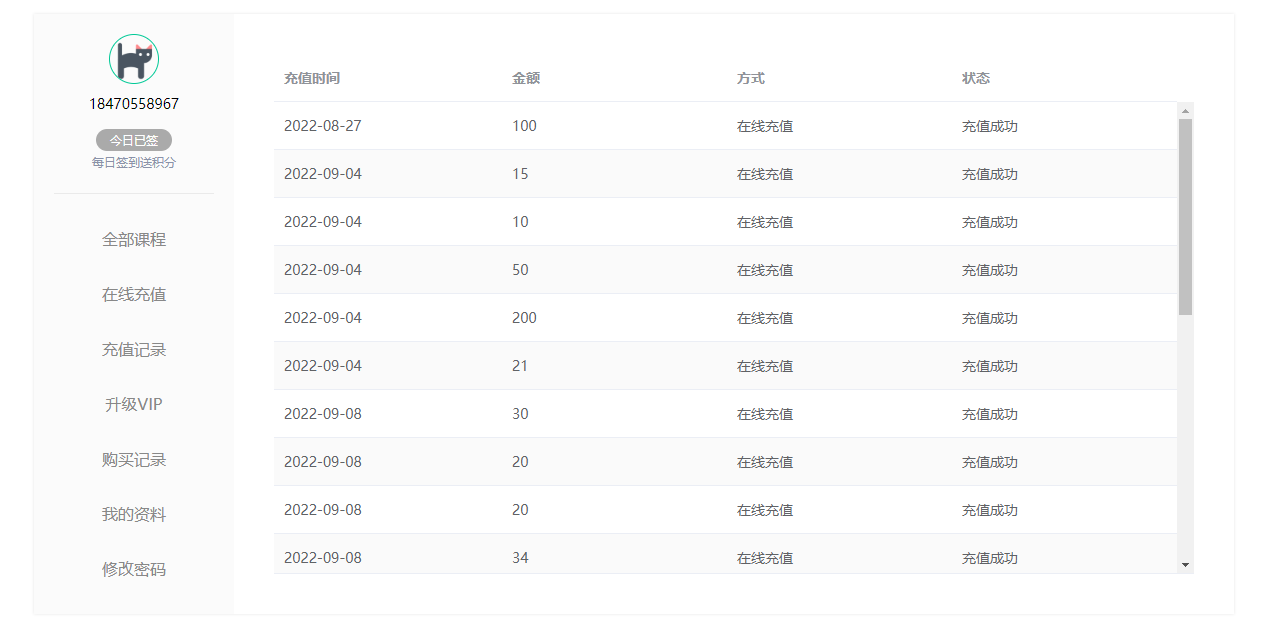 18470558967
今日已签
每日签到送积分
全部课程
在线充值
充值记录
升级VIP
购买记录
我的资料
修改密码
充值时间 金额 方式 状态
2022-08-27 100 在线充值 充值成功
2022-09-04 15 在线充值 充值成功
2022-09-04 10 在线充值 充值成功
2022-09-04 50 在线充值 充值成功
2022-09-04 200 在线充值 充值成功
2022-09-04 21 在线充值 充值成功
2022-09-08 30 在线充值 充值成功
2022-09-08 20 在线充值 充值成功
2022-09-08 20 在线充值 充值成功
2022-09-08 34 在线充值 充值成功